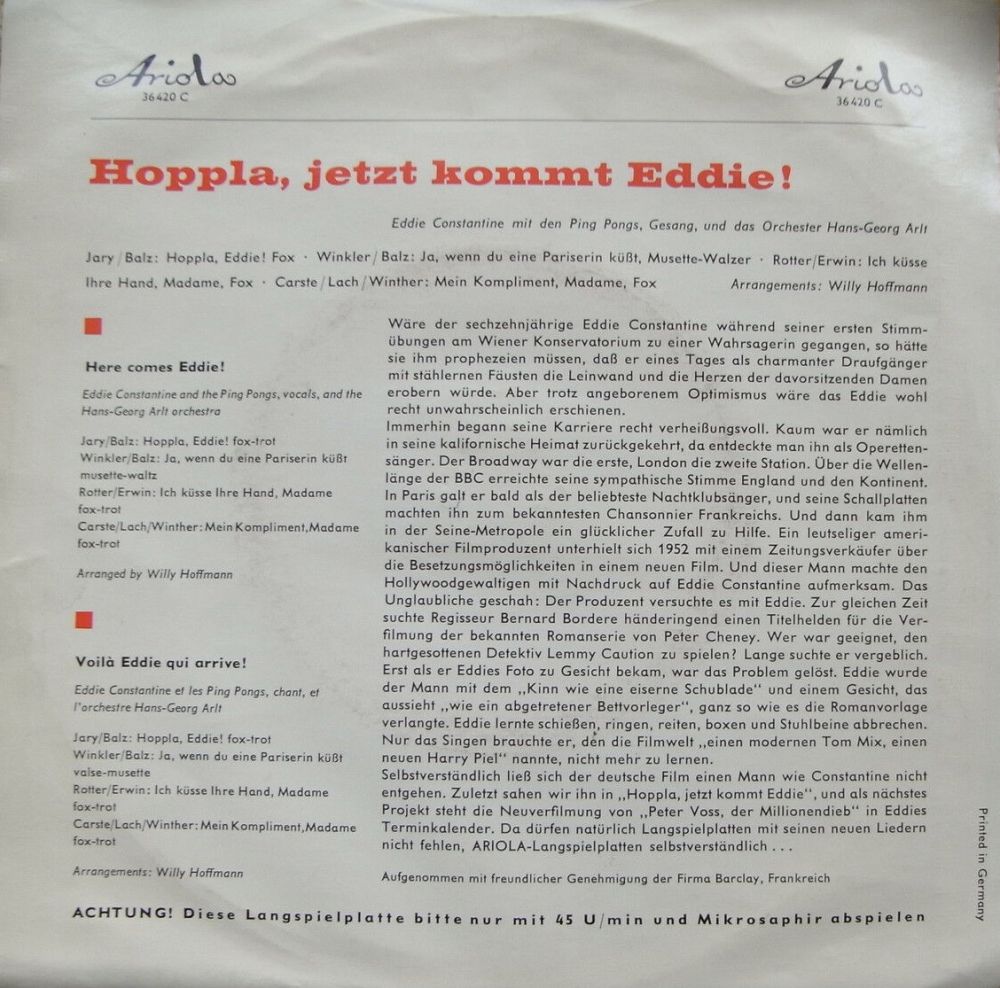 Ariola
36420 C
Ariola
36420 C
Hoppla, jetzt kommt Eddie!
Eddie Constantine mit den Ping Pongs, Gesang, und das Orchester Hans-Georg Arlt
Jary/Balz: Hoppla, Eddie! Fox · Winkler/Balz: Ja, wenn du eine Pariserin küßt, Musette-Walzer · Rotter/Erwin: Ich küsse
Ihre Hand, Madame, Fox · Carste/Lach/Winther: Mein Kompliment, Madame, Fox Arrangements: Willy Hoffmann
Here comes Eddie!
Eddie Constantine and the Ping Pongs, vocals, and the
Hans-Georg Arlt orchestra
Jary/Balz: Hoppla, Eddie! fox-trot
Winkler/Balz: Ja, wenn du eine Pariserin küßt
musette-waltz
Rotter/Erwin: Ich küsse Ihre Hand, Madame
fox-trot
Carste/Lach/Winther: Mein Kompliment, Madame
fox-trot
Arranged by Willy Hoffmann
Voilà Eddie qui arrive!
Eddie Constantine et les Ping Pongs, chant, et
l'orchestre Hans-Georg Arlt
Jary/Balz: Hoppla, Eddie! fox-trot
Winkler/Balz: Ja, wenn du eine Pariserin küßt
valse-musette
Rotter/Erwin: Ich küsse Ihre Hand, Madame
fox-trot
Carste/Lach/Winther: Mein Kompliment, Madame
fox-trot
Arrangements: Willy Hoffmann
Wäre der sechzehnjährige Eddie Constantine während seiner ersten Stimm-
übungen am Wiener Konservatorium zu einer Wahrsagerin gegangen, so hätte
sie ihm prophezeien müssen, daß er eines Tages als charmanter Draufgänger
mit stählernen Fäusten die Leinwand und die Herzen der davorsitzenden Damen
erobern würde. Aber trotz angeborenem Optimismus wäre das Eddie wohl
recht unwahrscheinlich erschienen.
Immerhin begann seine Karriere recht verheißungsvoll. Kaum war er nämlich
in seine kalifornische Heimat zurückgekehrt, da entdeckte man ihn als Operetten-
sänger. Der Broadway war die erste, London die zweite Station. Über die Wellen-
länge der BBC erreichte seine sympathische Stimme England und den Kontinent.
In Paris galt er bald als der beliebteste Nachtklubsänger, und seine Schallplatten
machten ihn zum bekanntesten Chansonnier Frankreichs. Und dann kam ihm
in der Seine-Metropole ein glücklicher Zufall zu Hilfe. Ein leutseliger ameri-
kanischer Filmproduzent unterhielt sich 1952 mit einem Zeitungsverkäufer über
die Besetzungsmöglichkeiten in einem neuen Film. Und dieser Mann machte den
Hollywoodgewaltigen mit Nachdruck auf Eddie Constantine aufmerksam. Das
Unglaubliche geschah: Der Produzent versuchte es mit Eddie. Zur gleichen Zeit
suchte Regisseur Bernard Bordere händeringend einen Titelhelden für die Ver-
filmung der bekannten Romanserie von Peter Cheney. Wer war geeignet, den
hartgesottenen Detektiv Lemmy Caution zu spielen? Lange suchte er vergeblich.
Erst als er Eddies Foto zu Gesicht bekam, war das Problem gelöst. Eddie wurde
der Mann mit dem „Kinn wie eine eiserne Schublade" und einem Gesicht, das
aussieht „wie ein abgetretener Bettvorleger", ganz so wie es die Romanvorlage
verlangte. Eddie lernte schießen, ringen, reiten, boxen und Stuhlbeine abbrechen.
Nur das Singen brauchte er, den die Filmwelt „einen modernen Tom Mix, einen
neuen Harry Piel" nannte, nicht mehr zu lernen.
Selbstverständlich ließ sich der deutsche Film einen Mann wie Constantine nicht
entgehen. Zuletzt sahen wir ihn in „Hoppla, jetzt kommt Eddie", und als nächstes
Projekt steht die Neuverfilmung von „Peter Voss, der Millionendieb" in Eddies
Terminkalender. Da dürfen natürlich Langspielplatten mit seinen neuen Liedern
nicht fehlen, ARIOLA-Langspielplatten selbstverständlich ...
Aufgenommen mit freundlicher Genehmigung der Firma Barclay, Frankreich
Printed in Germany
ACHTUNG! Diese Langspielplatte bitte nur mit 45 U/min und Mikrosaphir abspielen